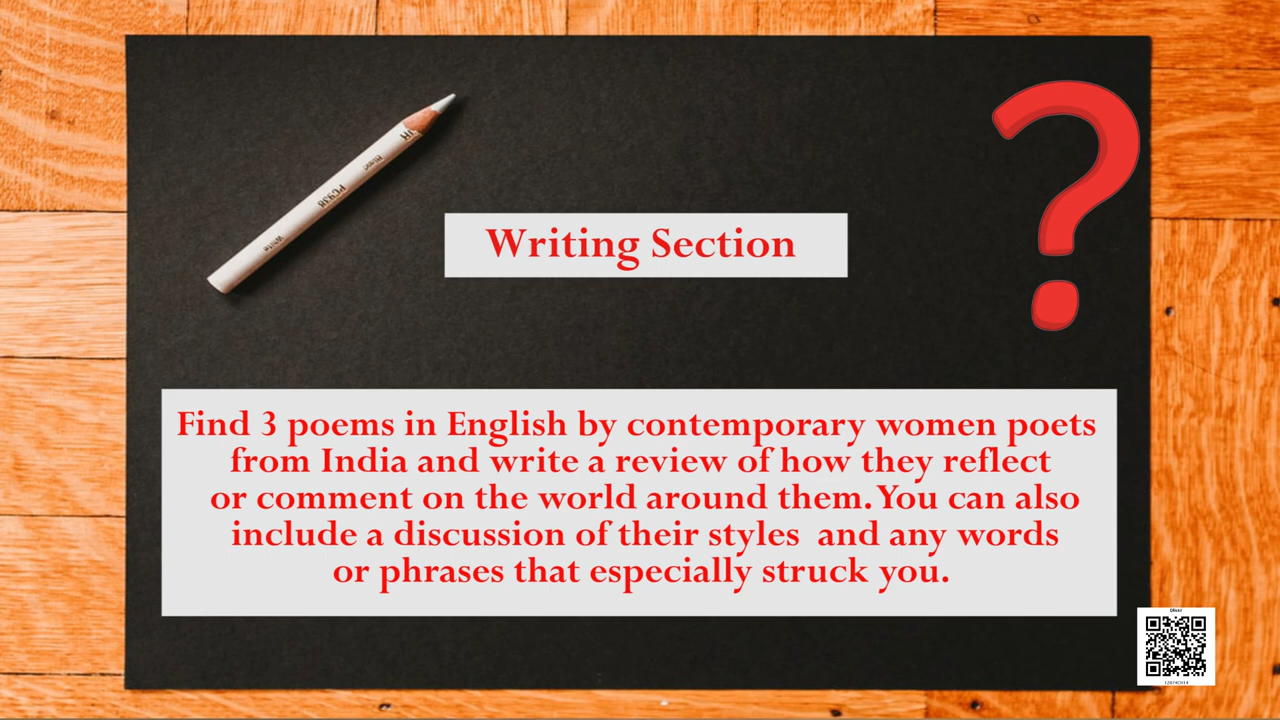 Writing Section
Find 3 poems in English by contemporary women poets
from India and write a review of how they reflect
or comment on the world around them. You can also
include a discussion of their styles  and any words
or phrases that especially struck you.
White
PC938